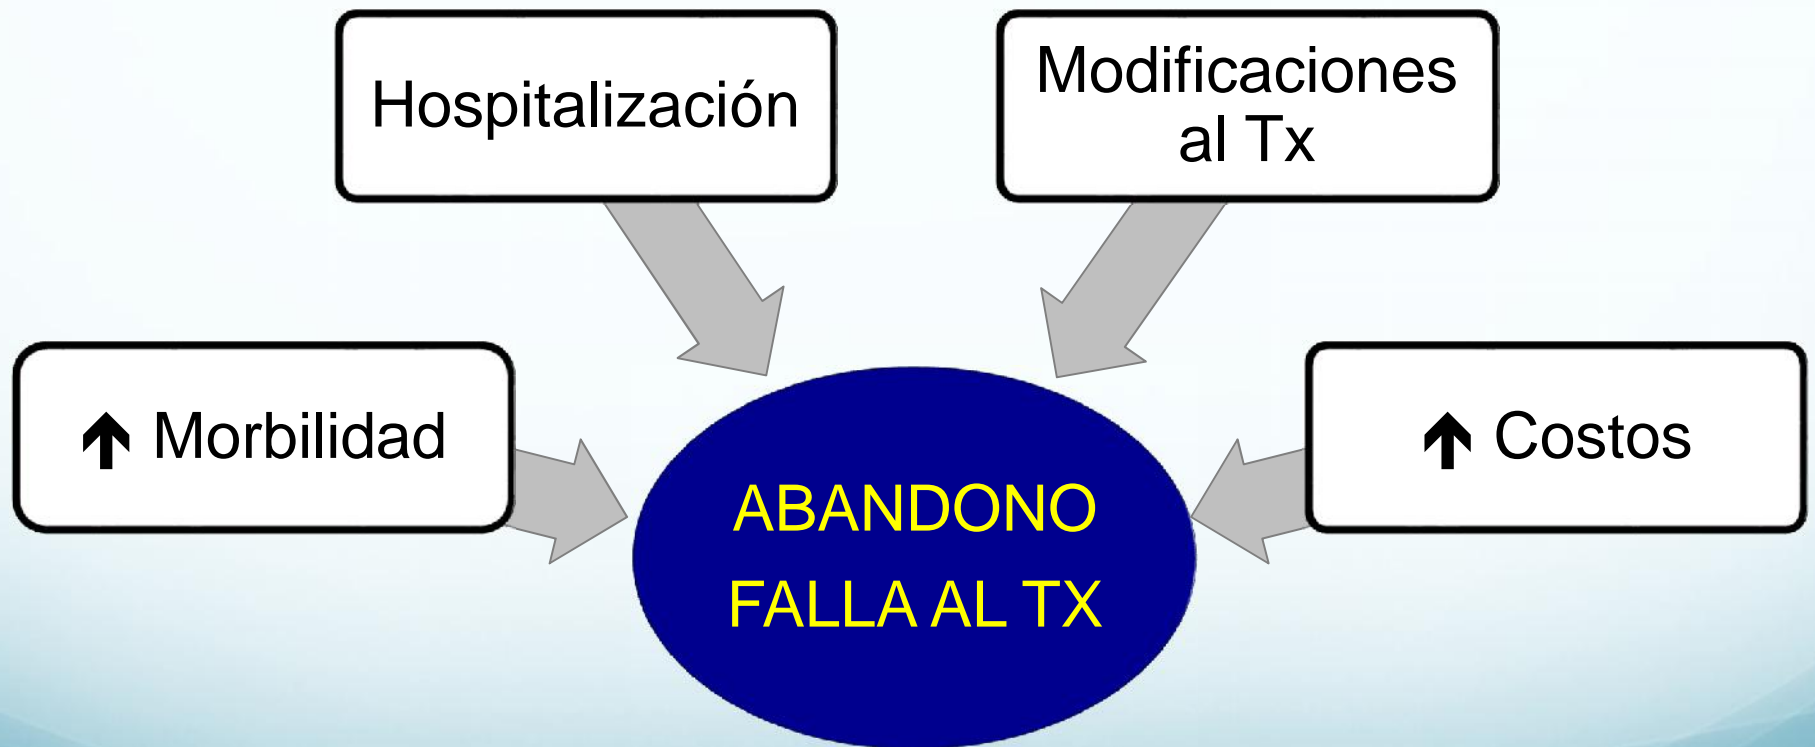 Hospitalización
Modificaciones
al Tx
↑ Morbilidad
↑ Costos
ABANDONO
FALLA AL TX